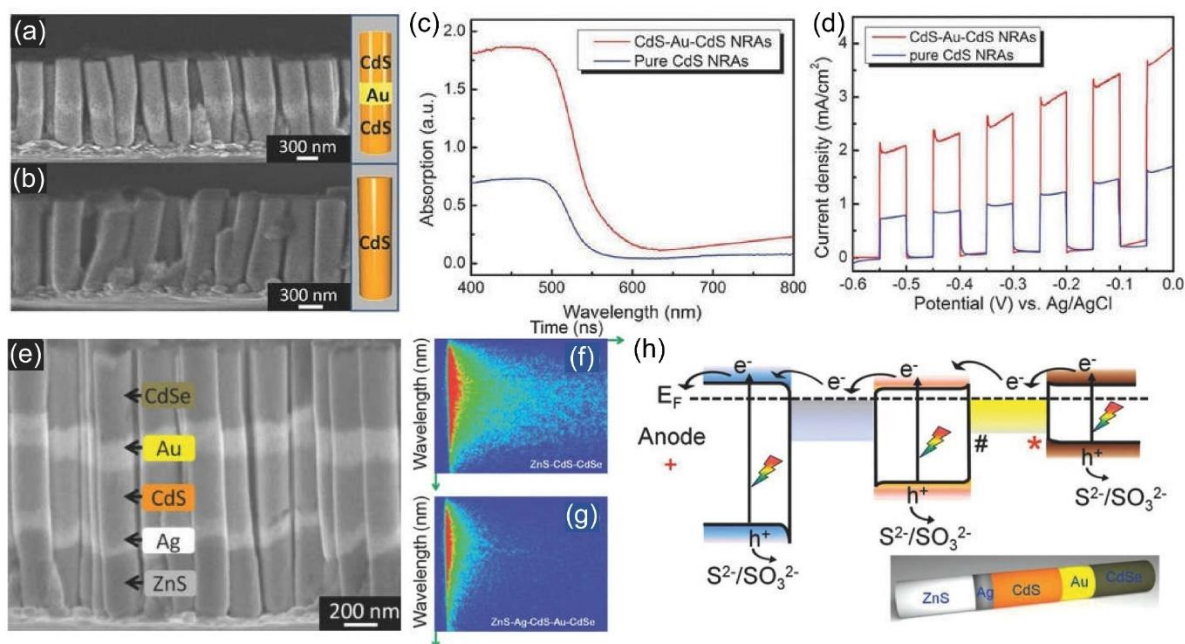 (a)
CdS
Au
CdS
300 nm
(b)
CdS
300 nm
(c)
CdS-Au-CdS NRAs
Pure CdS NRAs
Absorption (a.u.)
2.0
1.5
1.0
0.5
0.0
400 500 600 700 800
Wavelength (nm)
(d)
CdS-Au-CdS NRAs
pure CdS NRAs
Current density (mA/cm²)
4
3
2
1
0
-0.6 -0.5 -0.4 -0.3 -0.2 -0.1 0.0
Potential (V) vs. Ag/AgCl
(e)
CdSe
Au
CdS
Ag
ZnS
200 nm
Time (ns)
Wavelength (nm)
(f)
ZnS-CdS-CdSe
Wavelength (nm)
(g)
ZnS-Ag-CdS-Au-CdSe
(h)
e⁻ e⁻ e⁻ e⁻ e⁻
E_F
Anode
+
# *
h⁺
S²⁻/SO₃²⁻
h⁺
S²⁻/SO₃²⁻
h⁺
S²⁻/SO₃²⁻
ZnS Ag CdS Au CdSe